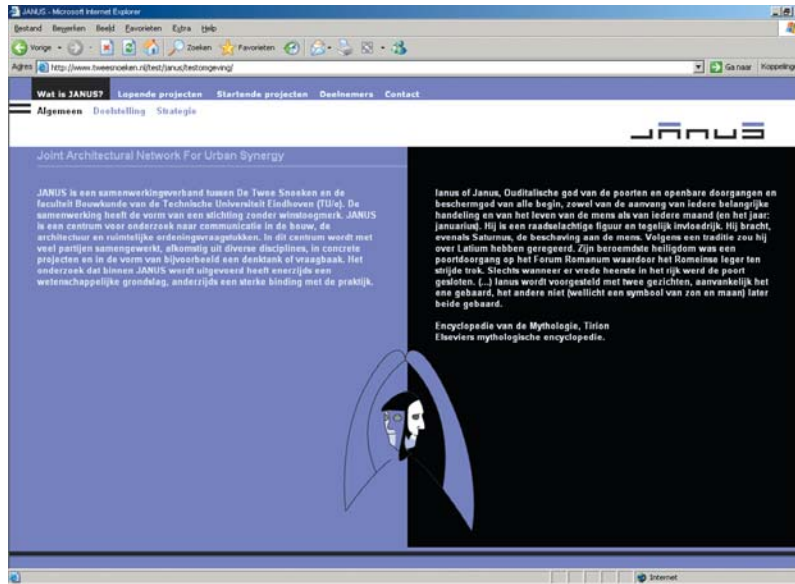 JANUS - Microsoft Internet Explorer
Bestand Bewerken Beeld Favorieten Extra Help
Vorige Zoeken Favorieten
Adres http://www.tweesnoeken.nl/test/janus/testomgeving/ Ga naar Koppelingen
Wat is JANUS? Lopende projecten Startende projecten Deelnemers Contact
Algemeen Doelstelling Strategie
JANUS
Joint Architectural Network For Urban Synergy
JANUS is een samenwerkingsverband tussen De Twee Snoeken en de
faculteit Bouwkunde van de Technische Universiteit Eindhoven (TU/e). De
samenwerking heeft de vorm van een stichting zonder winstoogmerk. JANUS
is een centrum voor onderzoek naar communicatie in de bouw, de
architectuur en ruimtelijke ordeningsvraagstukken. In dit centrum wordt met
veel partijen samengewerkt, afkomstig uit diverse disciplines, in concrete
projecten en in de vorm van bijvoorbeeld een denktank of vraagbaak. Het
onderzoek dat binnen JANUS wordt uitgevoerd heeft enerzijds een
wetenschappelijke grondslag, anderzijds een sterke binding met de praktijk.
Ianus of Janus, Ouditalische god van de poorten en openbare doorgangen en
beschermgod van alle begin, zowel van de aanvang van iedere belangrijke
handeling en van het leven van de mens als van iedere maand (en het jaar:
januarius). Hij is een raadselachtige figuur en tegelijk invloedrijk. Hij bracht,
evenals Saturnus, de beschaving aan de mens. Volgens een traditie zou hij
over Latium hebben geregeerd. Zijn beroemdste heiligdom was een
poortdoorgang op het Forum Romanum waardoor het Romeinse leger ten
strijde trok. Slechts wanneer er vrede heerste in het rijk werd de poort
gesloten. (...) Ianus wordt voorgesteld met twee gezichten, aanvankelijk het
ene gebaard, het andere niet (wellicht een symbool van zon en maan) later
beide gebaard.
Encyclopedie van de Mythologie, Tirion
Elseviers mythologische encyclopedie.
Internet